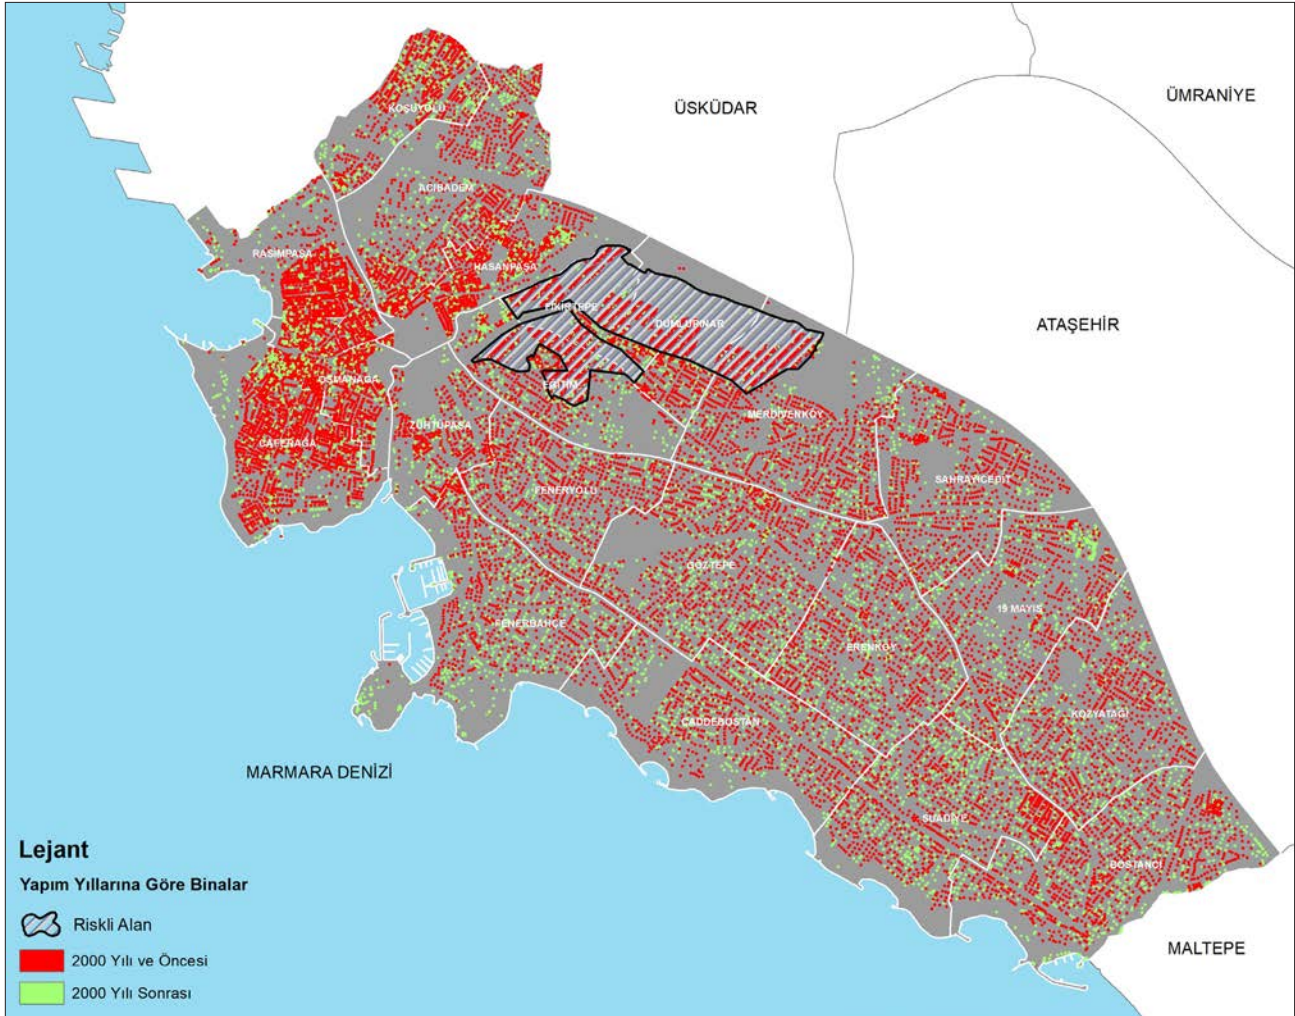 ÜSKÜDAR
ÜMRANİYE
KOŞUYOLU
ACIBADEM
RASİMPAŞA
HASANPAŞA
FİKİRTEPE
DUMLUPINAR
ATAŞEHİR
OSMANAĞA
EĞİTİM
MERDİVENKÖY
ZÜHTÜPAŞA
CAFERAĞA
SAHRAYICEDİT
FENERYOLU
GÖZTEPE
19 MAYIS
FENERBAHÇE
ERENKÖY
KOZYATAĞI
CADDEBOSTAN
MARMARA DENİZİ
SUADİYE
BOSTANCI
MALTEPE
Lejant
Yapım Yıllarına Göre Binalar
Riskli Alan
2000 Yılı ve Öncesi
2000 Yılı Sonrası